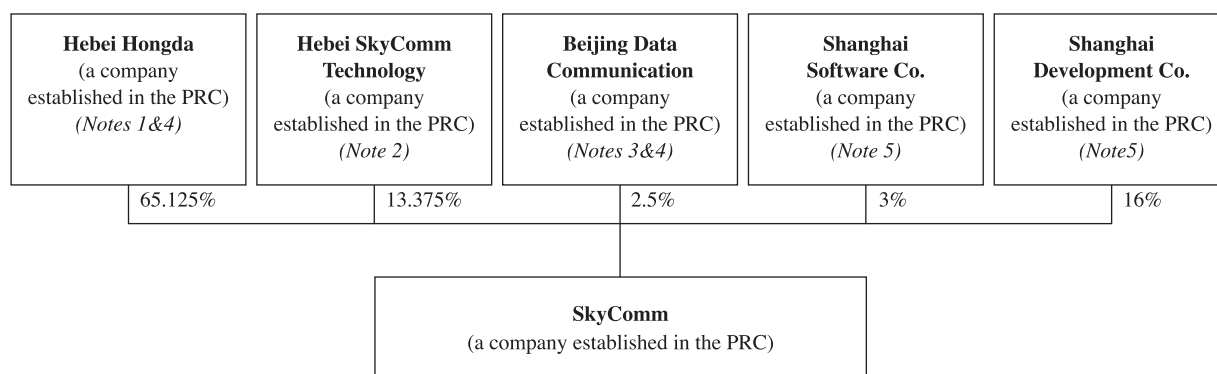 Hebei Hongda
(a company
established in the PRC)
(Notes 1&4)
Hebei SkyComm
Technology
(a company
established in the PRC)
(Note 2)
Beijing Data
Communication
(a company
established in the PRC)
(Notes 3&4)
Shanghai
Software Co.
(a company
established in the PRC)
(Note 5)
Shanghai
Development Co.
(a company
established in the PRC)
(Note5)
65.125%
13.375%
2.5%
3%
16%
SkyComm
(a company established in the PRC)